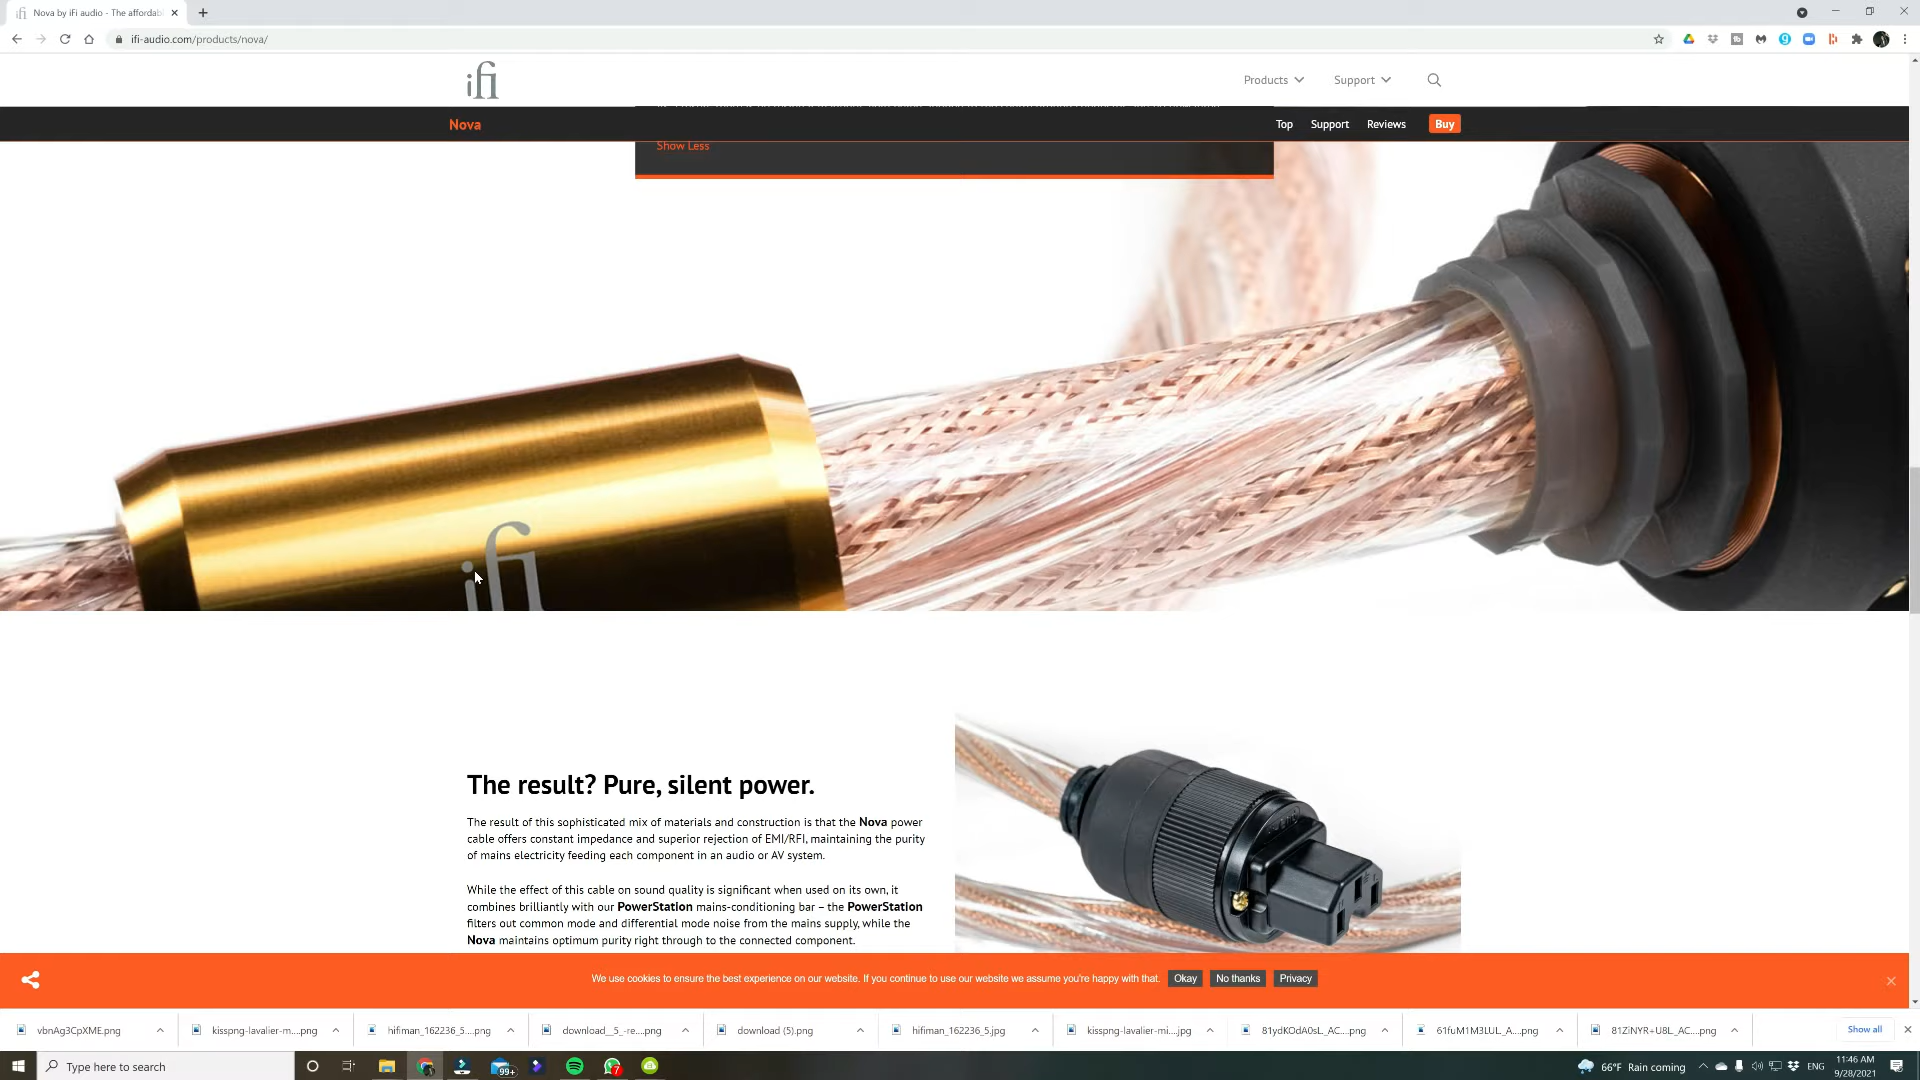 Nova by iFi audio - The affordabl
ifi-audio.com/products/nova/
ifi
Products
Support
Nova
Top
Support
Reviews
Buy
Show Less
ifi
The result? Pure, silent power.
The result of this sophisticated mix of materials and construction is that the Nova power
cable offers constant impedance and superior rejection of EMI/RFI, maintaining the purity
of mains electricity feeding each component in an audio or AV system.
While the effect of this cable on sound quality is significant when used on its own, it
combines brilliantly with our PowerStation mains-conditioning bar – the PowerStation
filters out common mode and differential mode noise from the mains supply, while the
Nova maintains optimum purity right through to the connected component.
We use cookies to ensure the best experience on our website. If you continue to use our website we assume you're happy with that.
Okay
No thanks
Privacy
vbnAg3CpXME.png
kisspng-lavalier-m....png
hifiman_162236_5....png
download__5_-re....png
download (5).png
hifiman_162236_5.jpg
kisspng-lavalier-mi....jpg
81ydKOdA0sL_AC....png
61fuM1M3LUL_A....png
81ZiNYR+U8L_AC....png
Show all
Type here to search
99+
7
66°F Rain coming
ENG
11:46 AM
9/28/2021